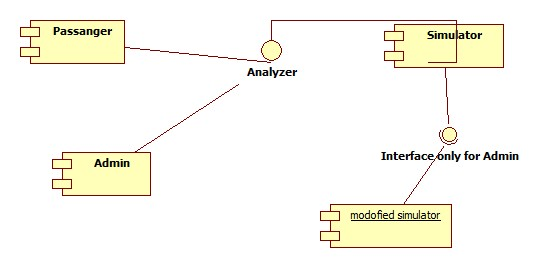 Passanger
Simulator
Analyzer
Admin
Interface only for Admin
modofied simulator